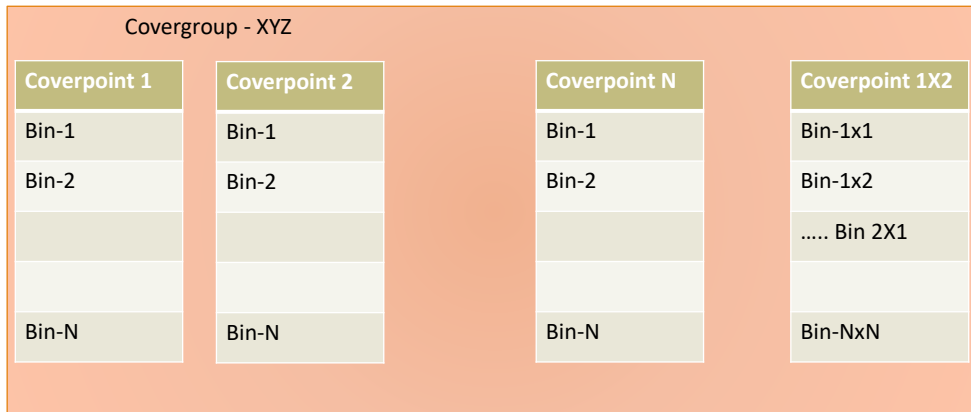 Covergroup - XYZ
Coverpoint 1
Bin-1
Bin-2
Bin-N
Coverpoint 2
Bin-1
Bin-2
Bin-N
Coverpoint N
Bin-1
Bin-2
Bin-N
Coverpoint 1X2
Bin-1x1
Bin-1x2
….. Bin 2X1
Bin-NxN